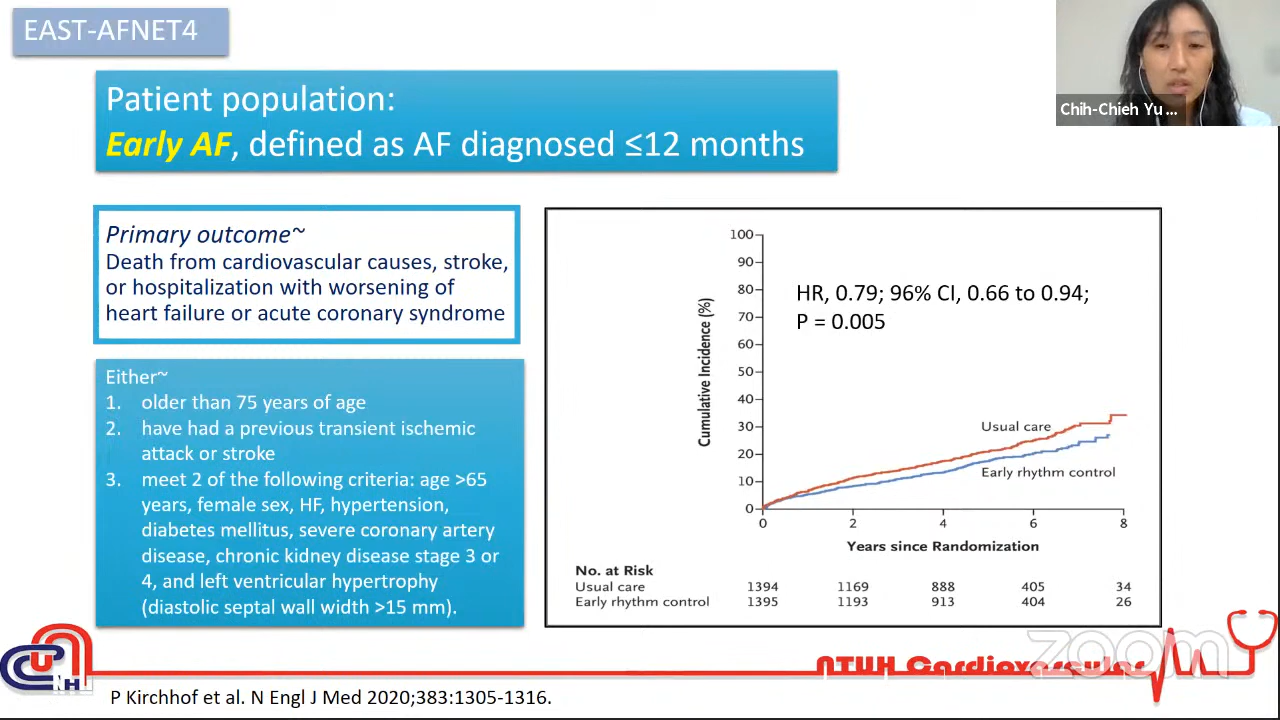 EAST-AFNET4
Chih-Chieh Yu ...
Patient population:
Early AF, defined as AF diagnosed ≤12 months
Primary outcome~
Death from cardiovascular causes, stroke,
or hospitalization with worsening of
heart failure or acute coronary syndrome
Either~
1. older than 75 years of age
2. have had a previous transient ischemic
attack or stroke
3. meet 2 of the following criteria: age >65
years, female sex, HF, hypertension,
diabetes mellitus, severe coronary artery
disease, chronic kidney disease stage 3 or
4, and left ventricular hypertrophy
(diastolic septal wall width >15 mm).
HR, 0.79; 96% CI, 0.66 to 0.94;
P = 0.005
Cumulative Incidence (%)
100
90
80
70
60
50
40
30
20
10
0
Usual care
Early rhythm control
0 2 4 6 8
Years since Randomization
No. at Risk
Usual care 1394 1169 888 405 34
Early rhythm control 1395 1193 913 404 26
zoom
NTUH Cardiovascular
NH
P Kirchhof et al. N Engl J Med 2020;383:1305-1316.